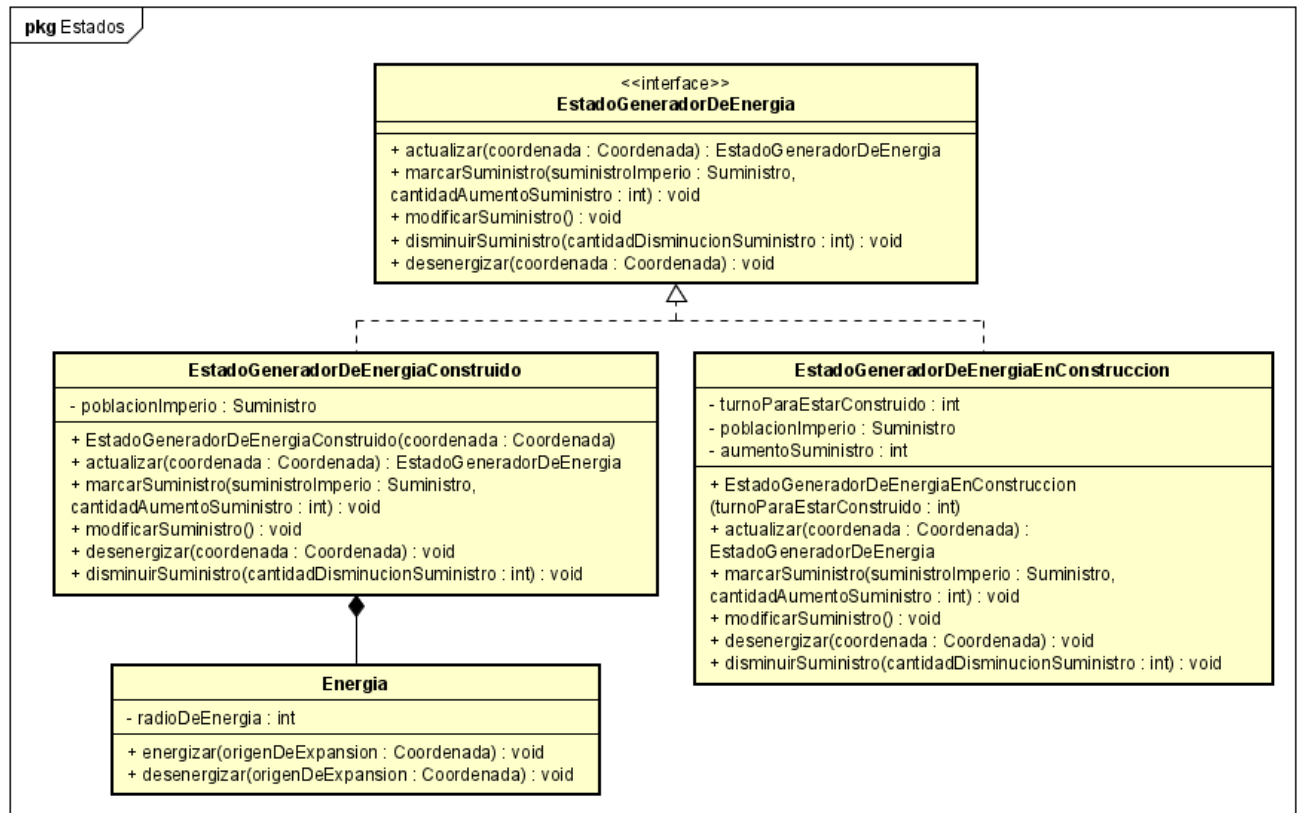 pkg Estados
<<interface>>
EstadoGeneradorDeEnergia
+ actualizar(coordenada : Coordenada) : EstadoGeneradorDeEnergia
+ marcarSuministro(suministroImperio : Suministro,
cantidadAumentoSuministro : int) : void
+ modificarSuministro() : void
+ disminuirSuministro(cantidadDisminucionSuministro : int) : void
+ desenergizar(coordenada : Coordenada) : void
EstadoGeneradorDeEnergiaConstruido
- poblacionImperio : Suministro
+ EstadoGeneradorDeEnergiaConstruido(coordenada : Coordenada)
+ actualizar(coordenada : Coordenada) : EstadoGeneradorDeEnergia
+ marcarSuministro(suministroImperio : Suministro,
cantidadAumentoSuministro : int) : void
+ modificarSuministro() : void
+ desenergizar(coordenada : Coordenada) : void
+ disminuirSuministro(cantidadDisminucionSuministro : int) : void
EstadoGeneradorDeEnergiaEnConstruccion
- turnoParaEstarConstruido : int
- poblacionImperio : Suministro
- aumentoSuministro : int
+ EstadoGeneradorDeEnergiaEnConstruccion
(turnoParaEstarConstruido : int)
+ actualizar(coordenada : Coordenada) :
EstadoGeneradorDeEnergia
+ marcarSuministro(suministroImperio : Suministro,
cantidadAumentoSuministro : int) : void
+ modificarSuministro() : void
+ desenergizar(coordenada : Coordenada) : void
+ disminuirSuministro(cantidadDisminucionSuministro : int) : void
Energia
- radioDeEnergia : int
+ energizar(origenDeExpansion : Coordenada) : void
+ desenergizar(origenDeExpansion : Coordenada) : void